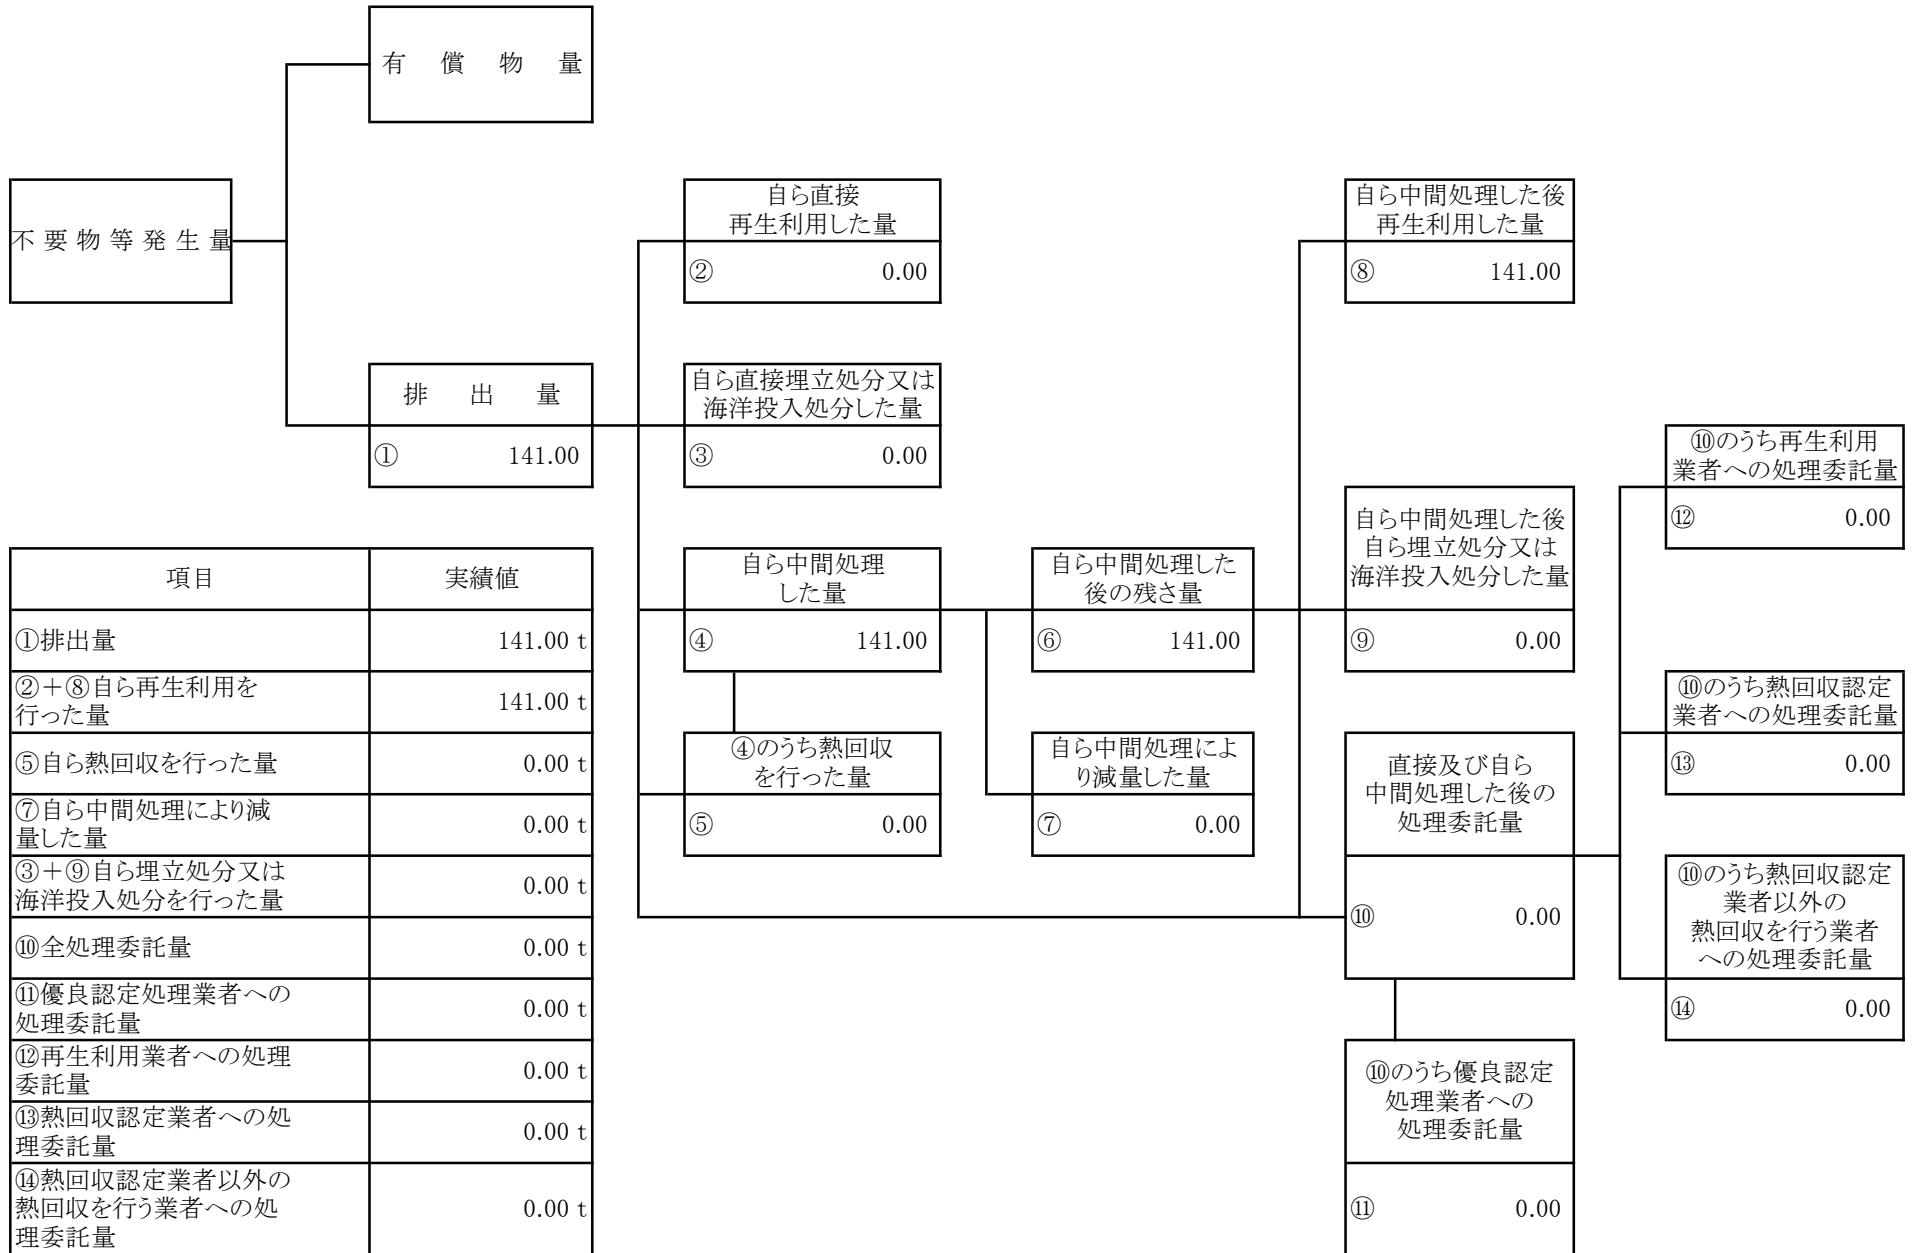 有償物量
不要物等発生量
自ら直接
再生利用した量
② 0.00
自ら中間処理した後
再生利用した量
⑧ 141.00
排出量
① 141.00
自ら直接埋立処分又は
海洋投入処分した量
③ 0.00
⑩のうち再生利用
業者への処理委託量
⑫ 0.00
自ら中間処理した後
自ら埋立処分又は
海洋投入処分した量
⑨ 0.00
自ら中間処理
した量
④ 141.00
自ら中間処理した
後の残さ量
⑥ 141.00
⑩のうち熱回収認定
業者への処理委託量
⑬ 0.00
④のうち熱回収
を行った量
⑤ 0.00
自ら中間処理によ
り減量した量
⑦ 0.00
直接及び自ら
中間処理した後の
処理委託量
⑩ 0.00
⑩のうち熱回収認定
業者以外の
熱回収を行う業者
への処理委託量
⑭ 0.00
⑩のうち優良認定
処理業者への
処理委託量
⑪ 0.00
項目 実績値
①排出量 141.00 t
②+⑧自ら再生利用を
行った量 141.00 t
⑤自ら熱回収を行った量 0.00 t
⑦自ら中間処理により減
量した量 0.00 t
③+⑨自ら埋立処分又は
海洋投入処分を行った量 0.00 t
⑩全処理委託量 0.00 t
⑪優良認定処理業者への
処理委託量 0.00 t
⑫再生利用業者への処理
委託量 0.00 t
⑬熱回収認定業者への処
理委託量 0.00 t
⑭熱回収認定業者以外の
熱回収を行う業者への処
理委託量 0.00 t